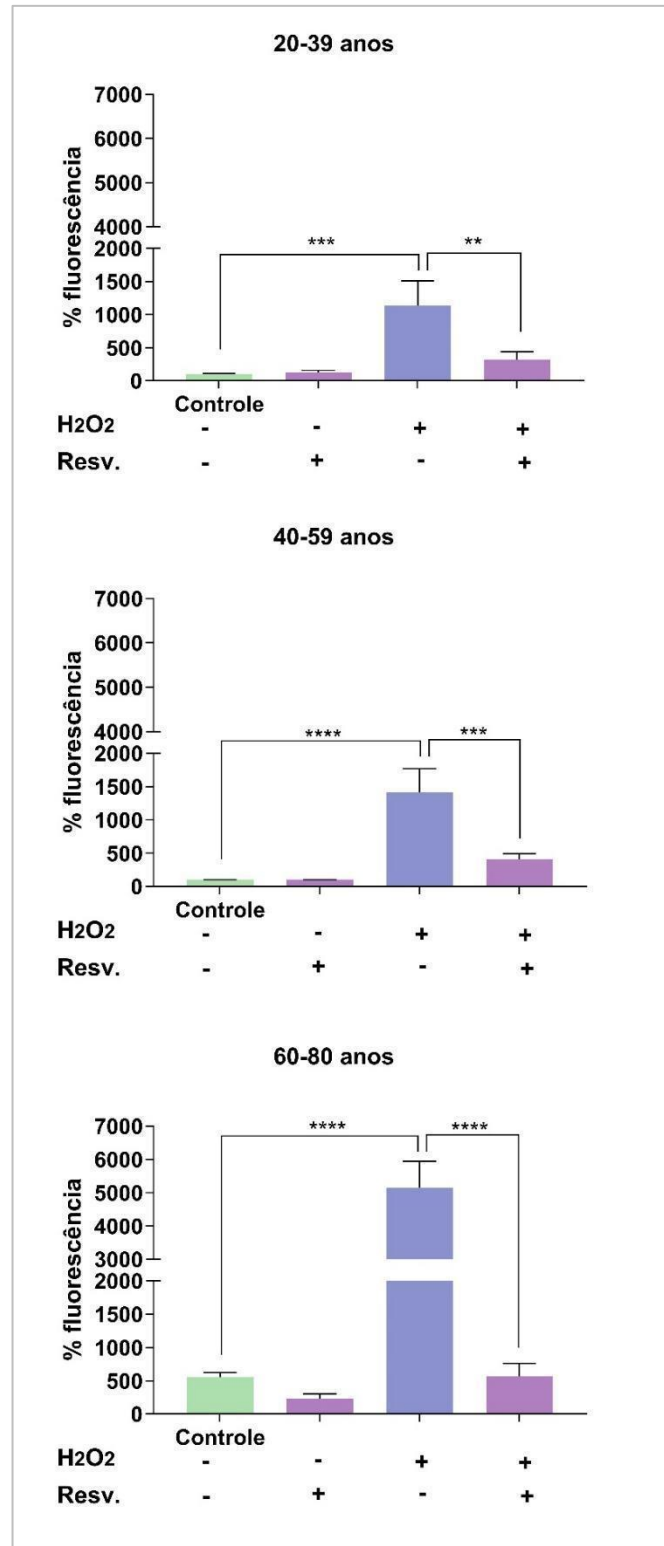 20-39 anos
7000
6000
5000
4000
2000
1500
1000
500
0
% fluorescência
*** **
Controle
H2O2 - - + +
Resv. - + - +
40-59 anos
7000
6000
5000
4000
2000
1500
1000
500
0
% fluorescência
**** ***
Controle
H2O2 - - + +
Resv. - + - +
60-80 anos
7000
6000
5000
4000
3000
2000
1500
1000
500
0
% fluorescência
**** ****
Controle
H2O2 - - + +
Resv. - + - +